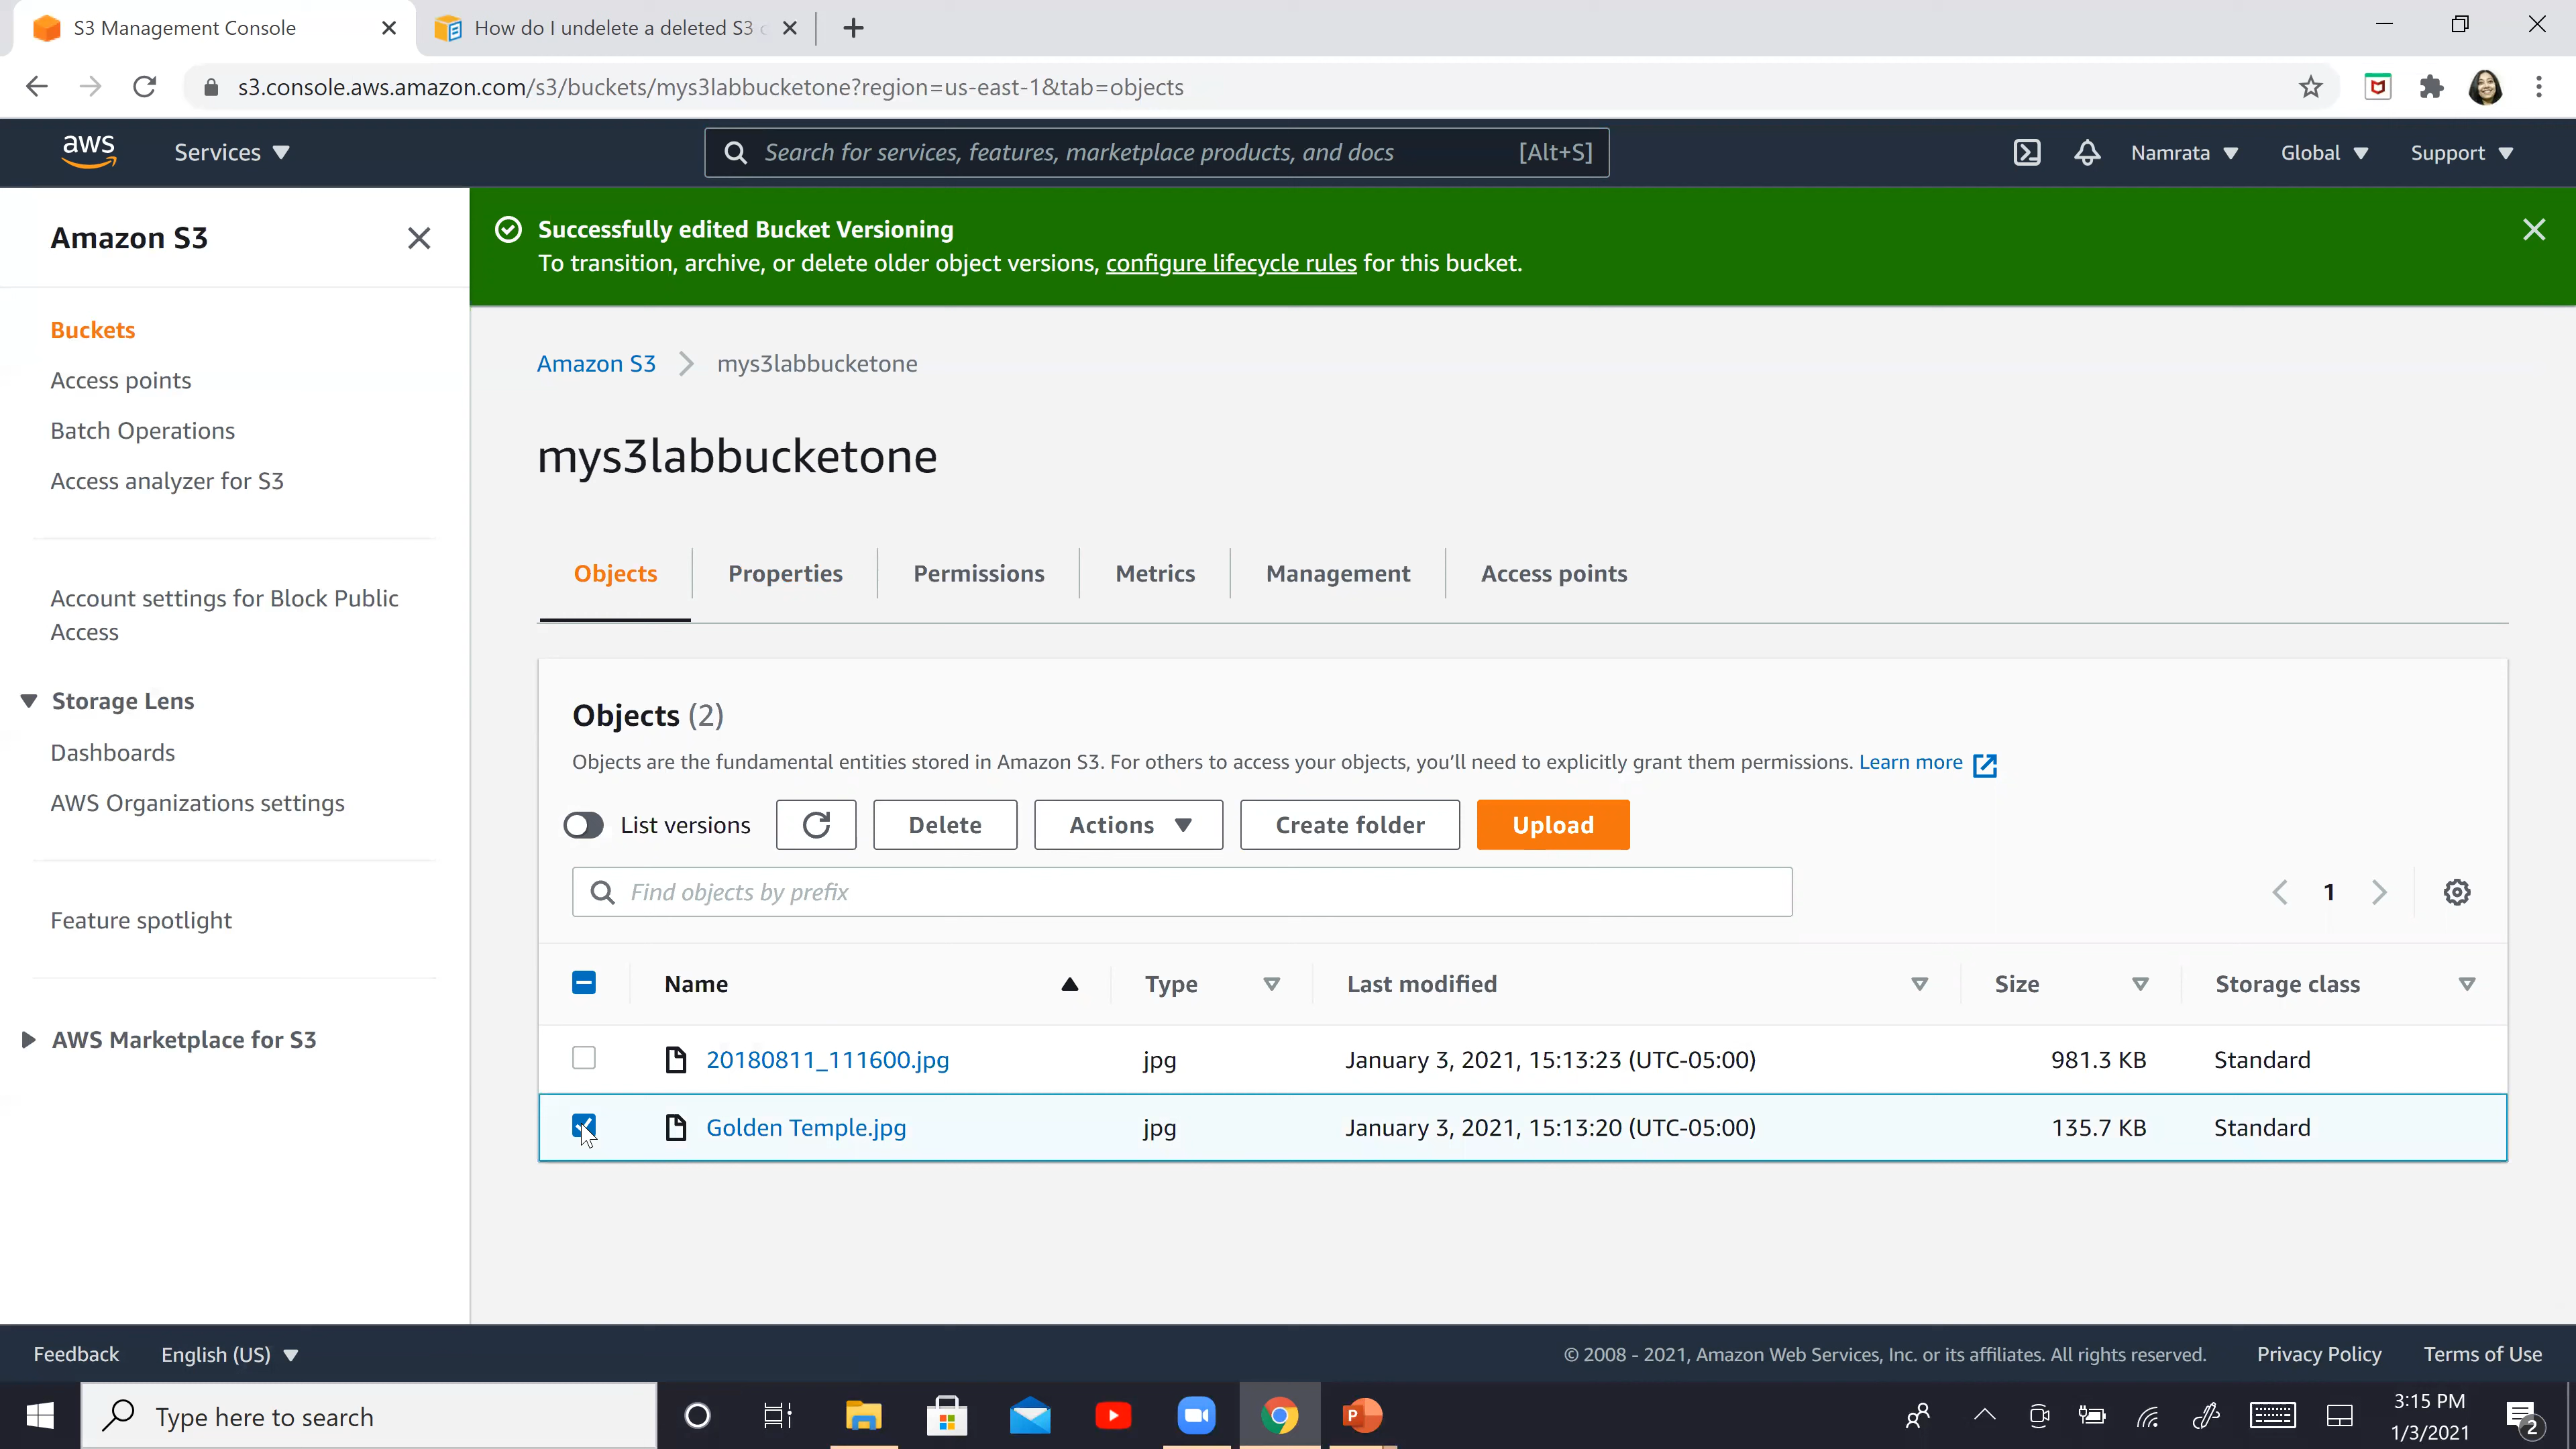 S3 Management Console
How do I undelete a deleted S3
s3.console.aws.amazon.com/s3/buckets/mys3labbucketone?region=us-east-1&tab=objects
aws
Services
Search for services, features, marketplace products, and docs
[Alt+S]
Namrata
Global
Support
Amazon S3
Buckets
Access points
Batch Operations
Access analyzer for S3
Account settings for Block Public
Access
Storage Lens
Dashboards
AWS Organizations settings
Feature spotlight
AWS Marketplace for S3
Successfully edited Bucket Versioning
To transition, archive, or delete older object versions, configure lifecycle rules for this bucket.
Amazon S3 mys3labbucketone
mys3labbucketone
Objects Properties Permissions Metrics Management Access points
Objects (2)
Objects are the fundamental entities stored in Amazon S3. For others to access your objects, you'll need to explicitly grant them permissions. Learn more
List versions Delete Actions Create folder Upload
Find objects by prefix
1
Name Type Last modified Size Storage class
20180811_111600.jpg jpg January 3, 2021, 15:13:23 (UTC-05:00) 981.3 KB Standard
Golden Temple.jpg jpg January 3, 2021, 15:13:20 (UTC-05:00) 135.7 KB Standard
Feedback English (US) © 2008 - 2021, Amazon Web Services, Inc. or its affiliates. All rights reserved. Privacy Policy Terms of Use
Type here to search
P
3:15 PM
1/3/2021
2